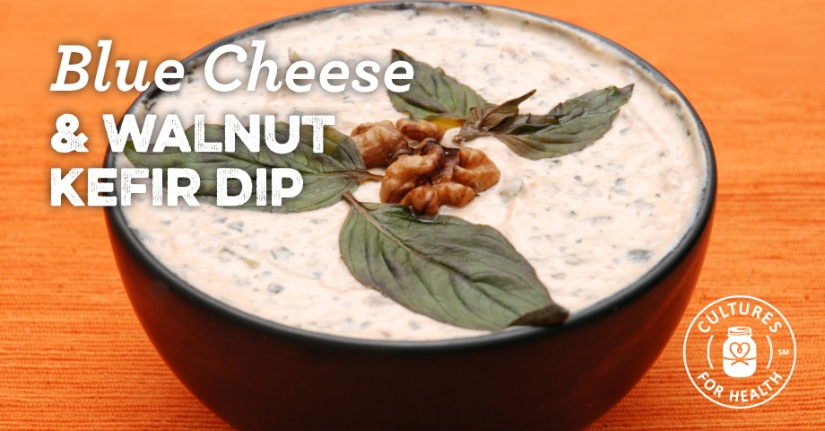 Blue Cheese
& WALNUT
KEFIR DIP
CULTURES
SM
FOR HEALTH